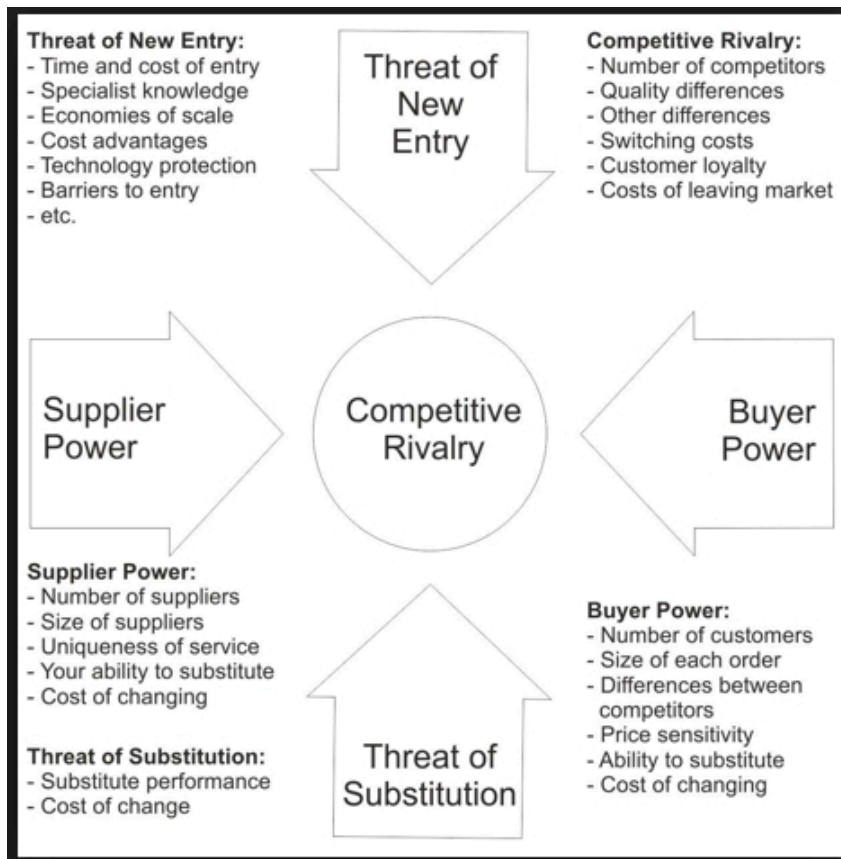 Threat of New Entry:
- Time and cost of entry
- Specialist knowledge
- Economies of scale
- Cost advantages
- Technology protection
- Barriers to entry
- etc.
Threat of
New
Entry
Competitive Rivalry:
- Number of competitors
- Quality differences
- Other differences
- Switching costs
- Customer loyalty
- Costs of leaving market
Supplier
Power
Competitive
Rivalry
Buyer
Power
Supplier Power:
- Number of suppliers
- Size of suppliers
- Uniqueness of service
- Your ability to substitute
- Cost of changing
Threat of Substitution:
- Substitute performance
- Cost of change
Threat of
Substitution
Buyer Power:
- Number of customers
- Size of each order
- Differences between
competitors
- Price sensitivity
- Ability to substitute
- Cost of changing